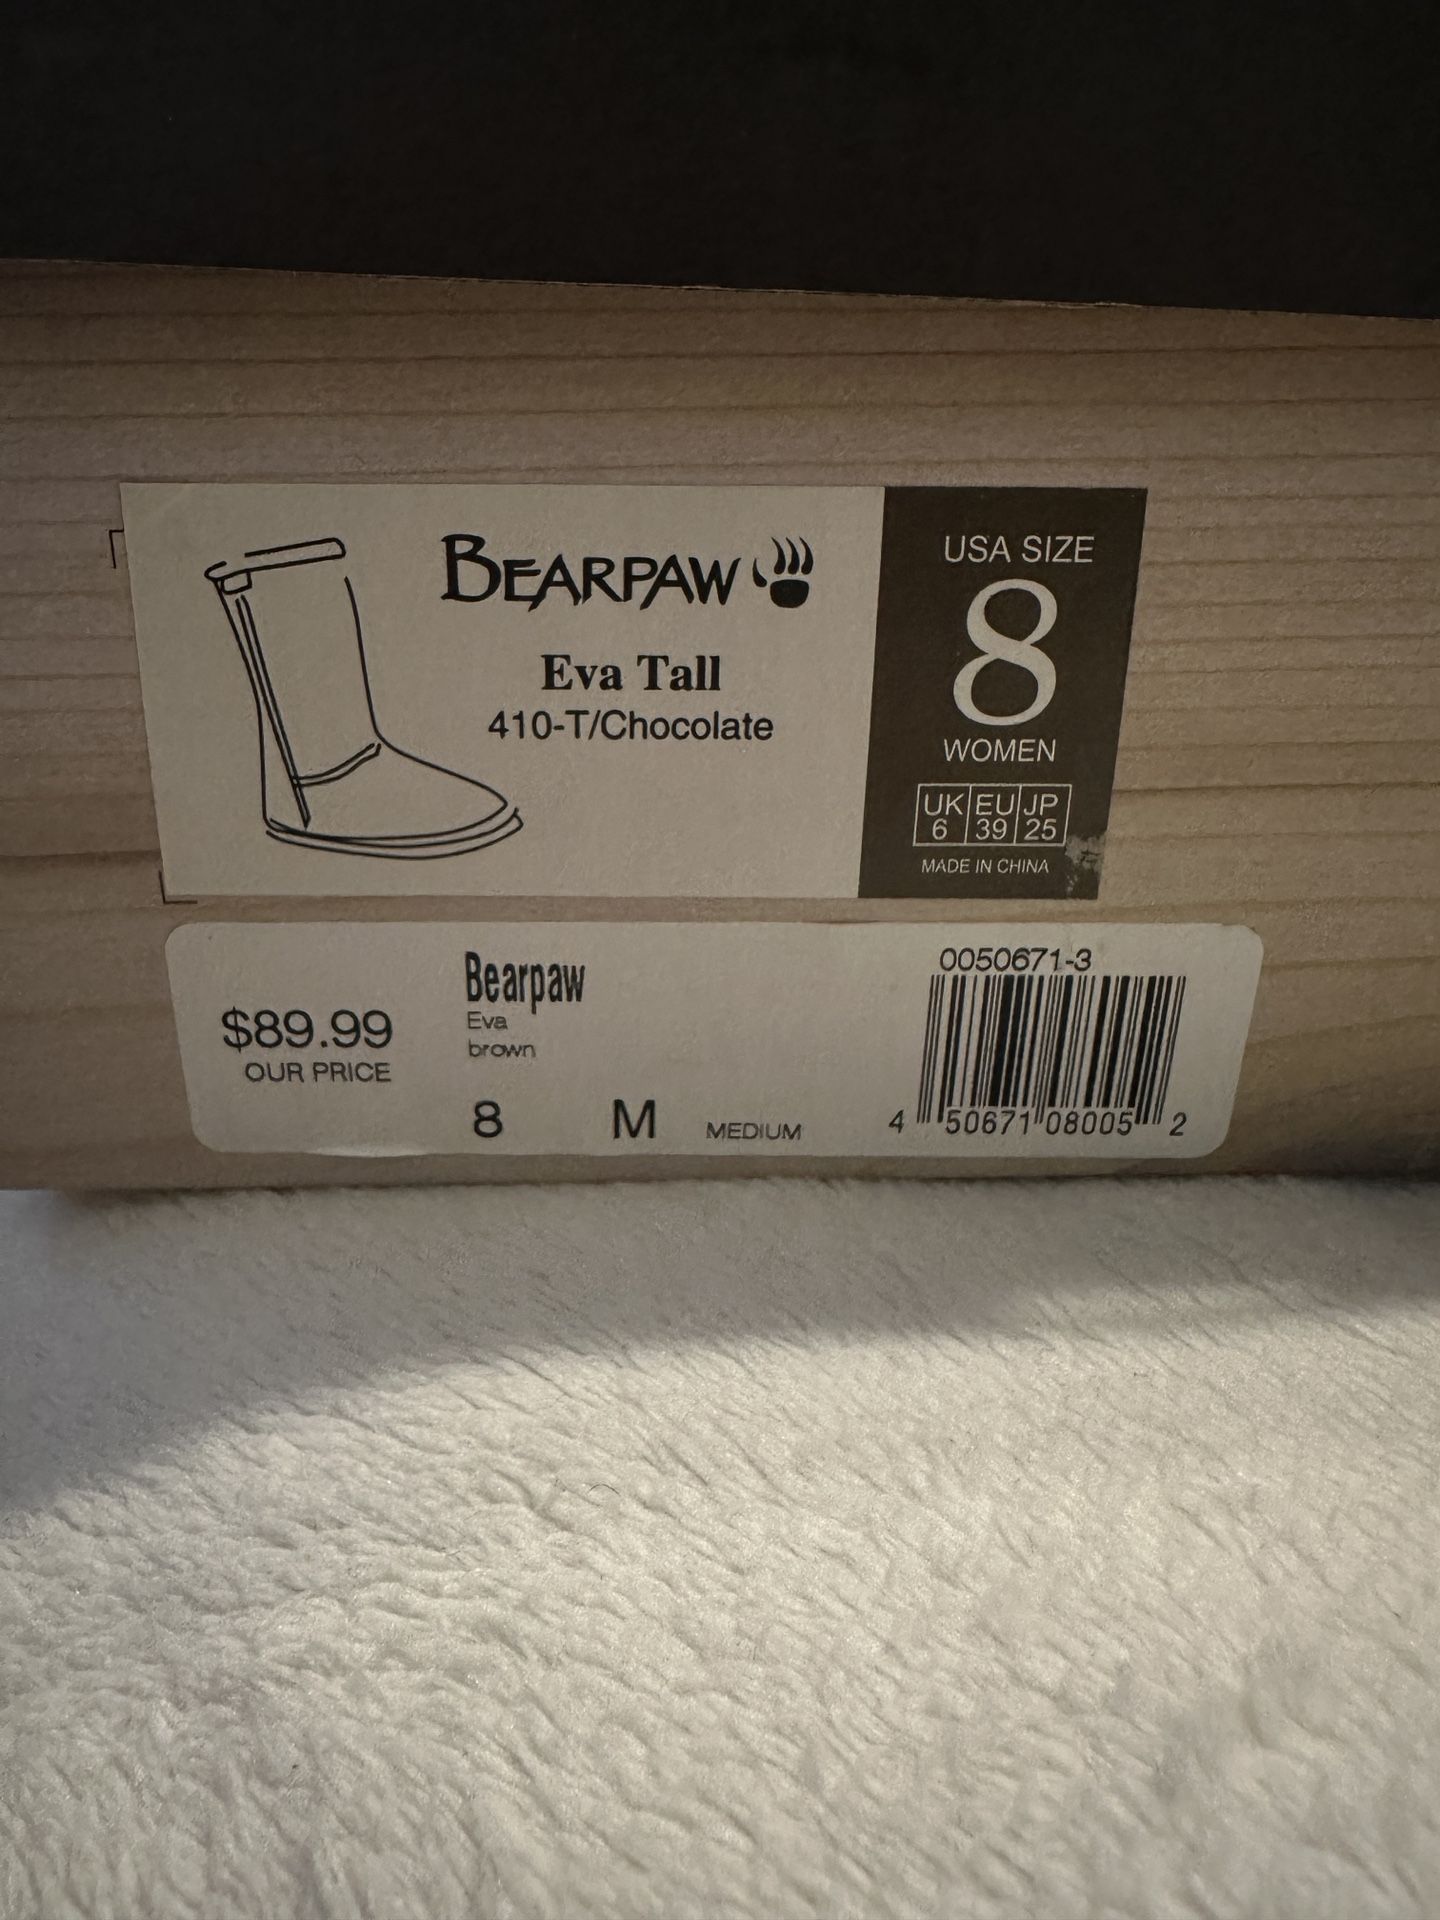 BEARPAW
Eva Tall
410-T/Chocolate
USA SIZE
8
WOMEN
UK EU JP
6 39 25
MADE IN CHINA
$89.99
OUR PRICE
Bearpaw
Eva
brown
8 M MEDIUM
0050671-3
4 50671 08005 2